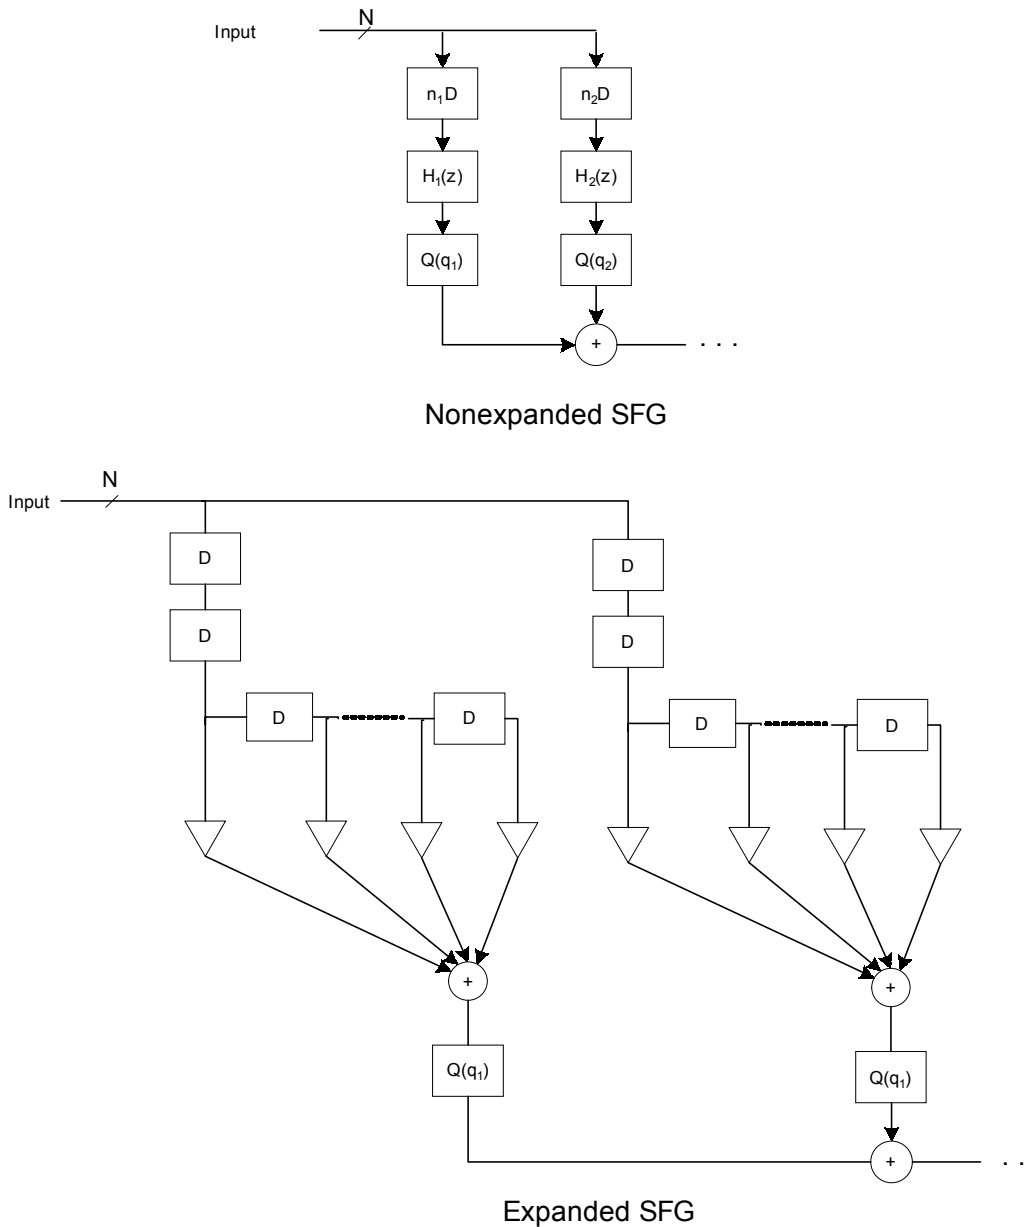 N
Input
n₁D
n₂D
H₁(z)
H₂(z)
Q(q₁)
Q(q₂)
+
. . .
Nonexpanded SFG
N
Input
D
D
D
D
D
D
D
D
+
+
Q(q₁)
Q(q₁)
+
. .
Expanded SFG